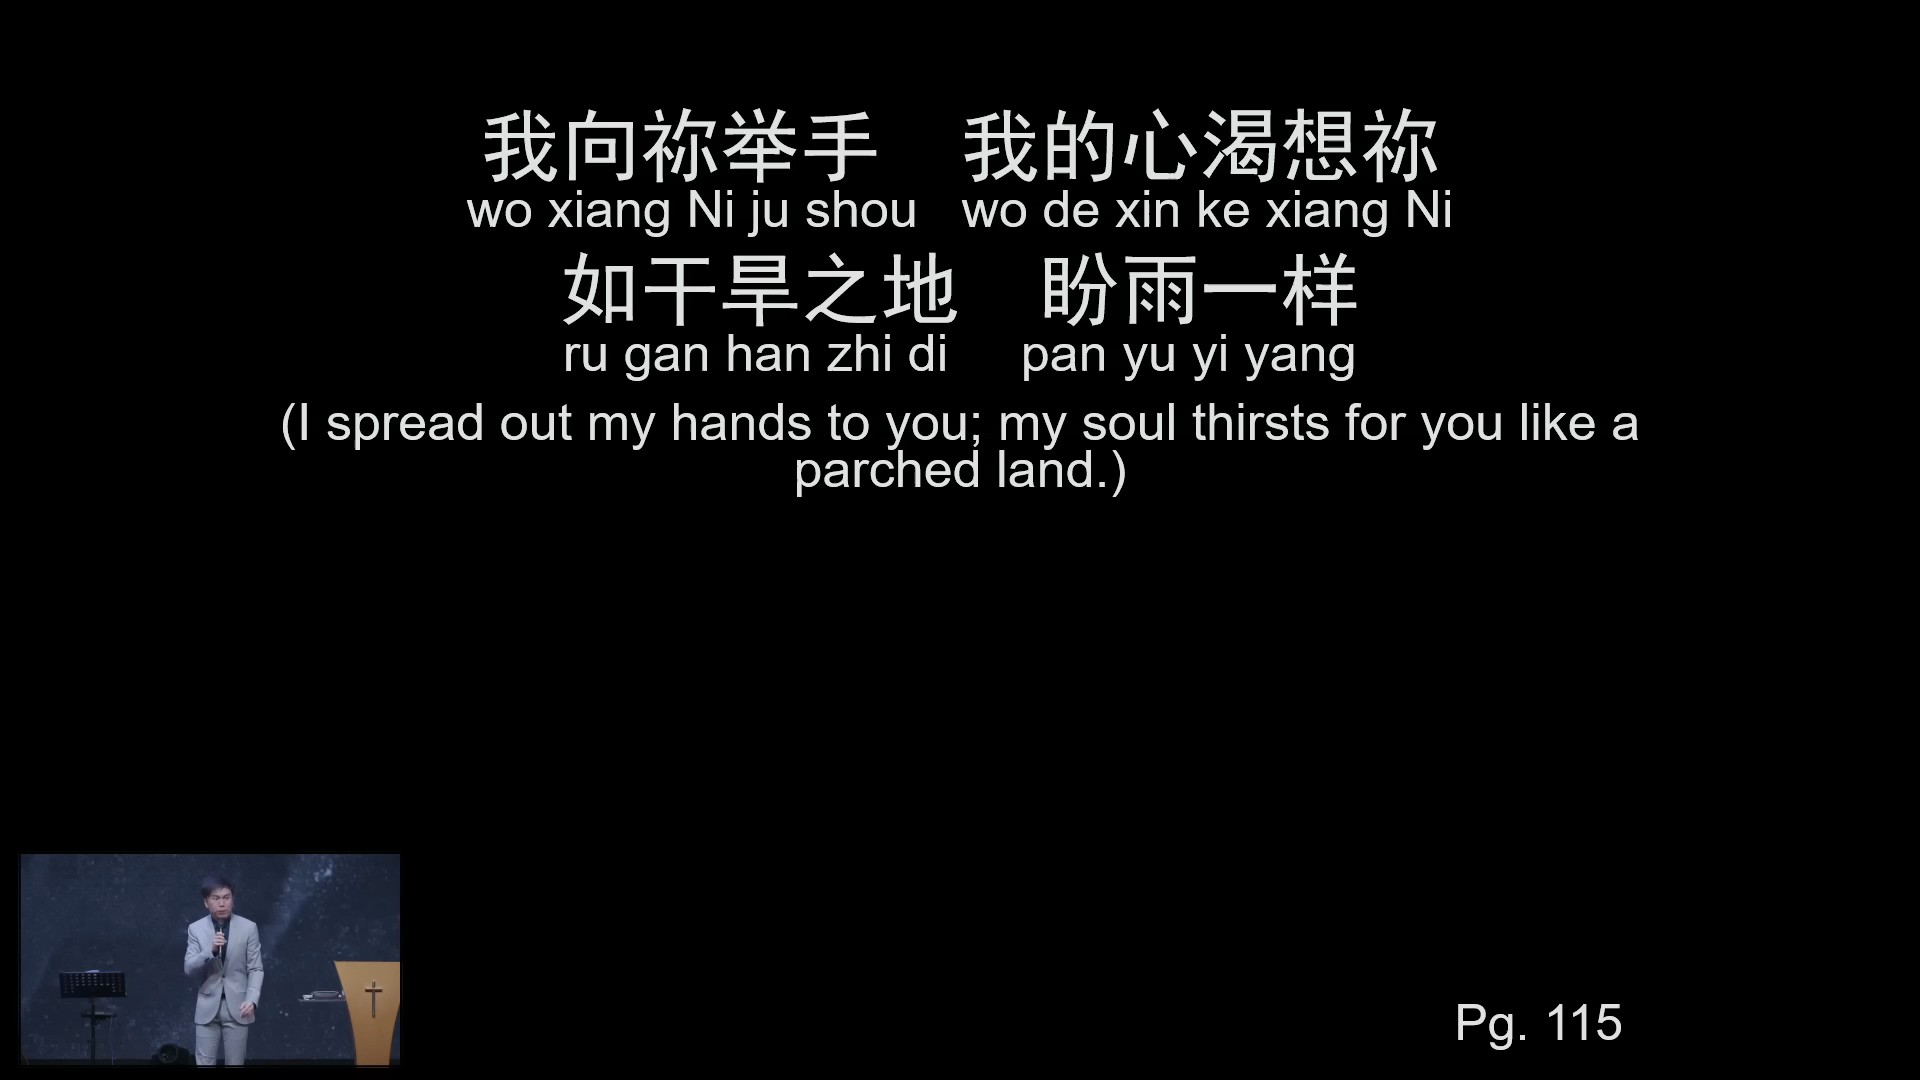 我向祢举手　我的心渴想祢
wo xiang Ni ju shou   wo de xin ke xiang Ni
如干旱之地　盼雨一样
ru gan han zhi di     pan yu yi yang
(I spread out my hands to you; my soul thirsts for you like a
parched land.)
Pg. 115